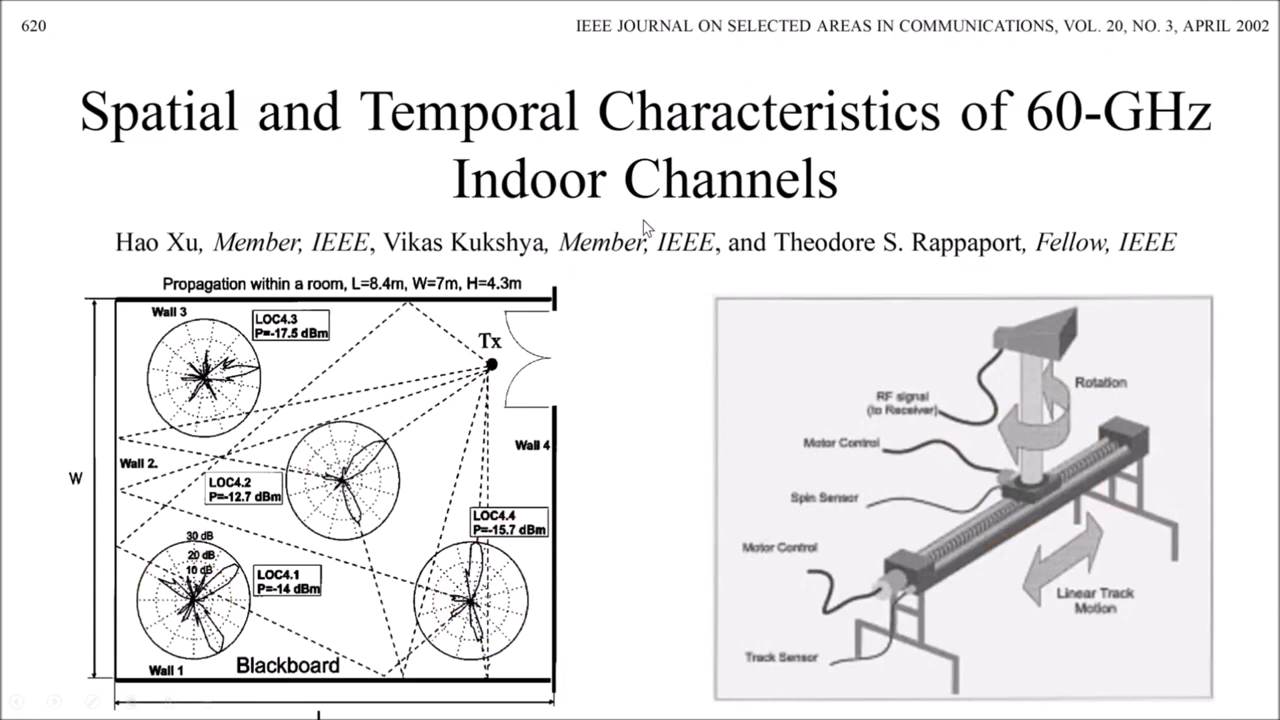 620
IEEE JOURNAL ON SELECTED AREAS IN COMMUNICATIONS, VOL. 20, NO. 3, APRIL 2002
Spatial and Temporal Characteristics of 60-GHz
Indoor Channels
Hao Xu, Member, IEEE, Vikas Kukshya, Member, IEEE, and Theodore S. Rappaport, Fellow, IEEE
Propagation within a room, L=8.4m, W=7m, H=4.3m
Wall 3
LOC4.3
P=-17.5 dBm
Tx
Wall 4
Wall 2.
W
LOC4.2
P=-12.7 dBm
LOC4.4
P=-15.7 dBm
30 dB
20 dB
10 dB
LOC4.1
P=-14 dBm
Wall 1
Blackboard
Rotation
RF signal
(to Receiver)
Motor Control
Spin Sensor
Motor Control
Linear Track
Motion
Track Sensor